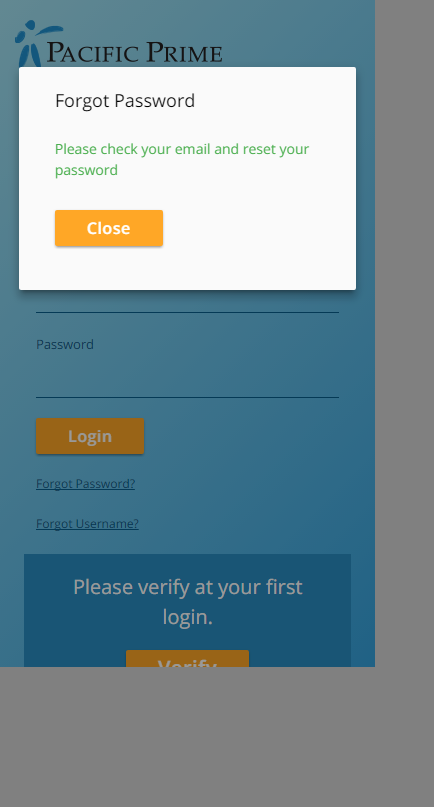 PACIFIC PRIME
Forgot Password
Please check your email and reset your
password
Close
Password
Login
Forgot Password?
Forgot Username?
Please verify at your first
login.
Verify